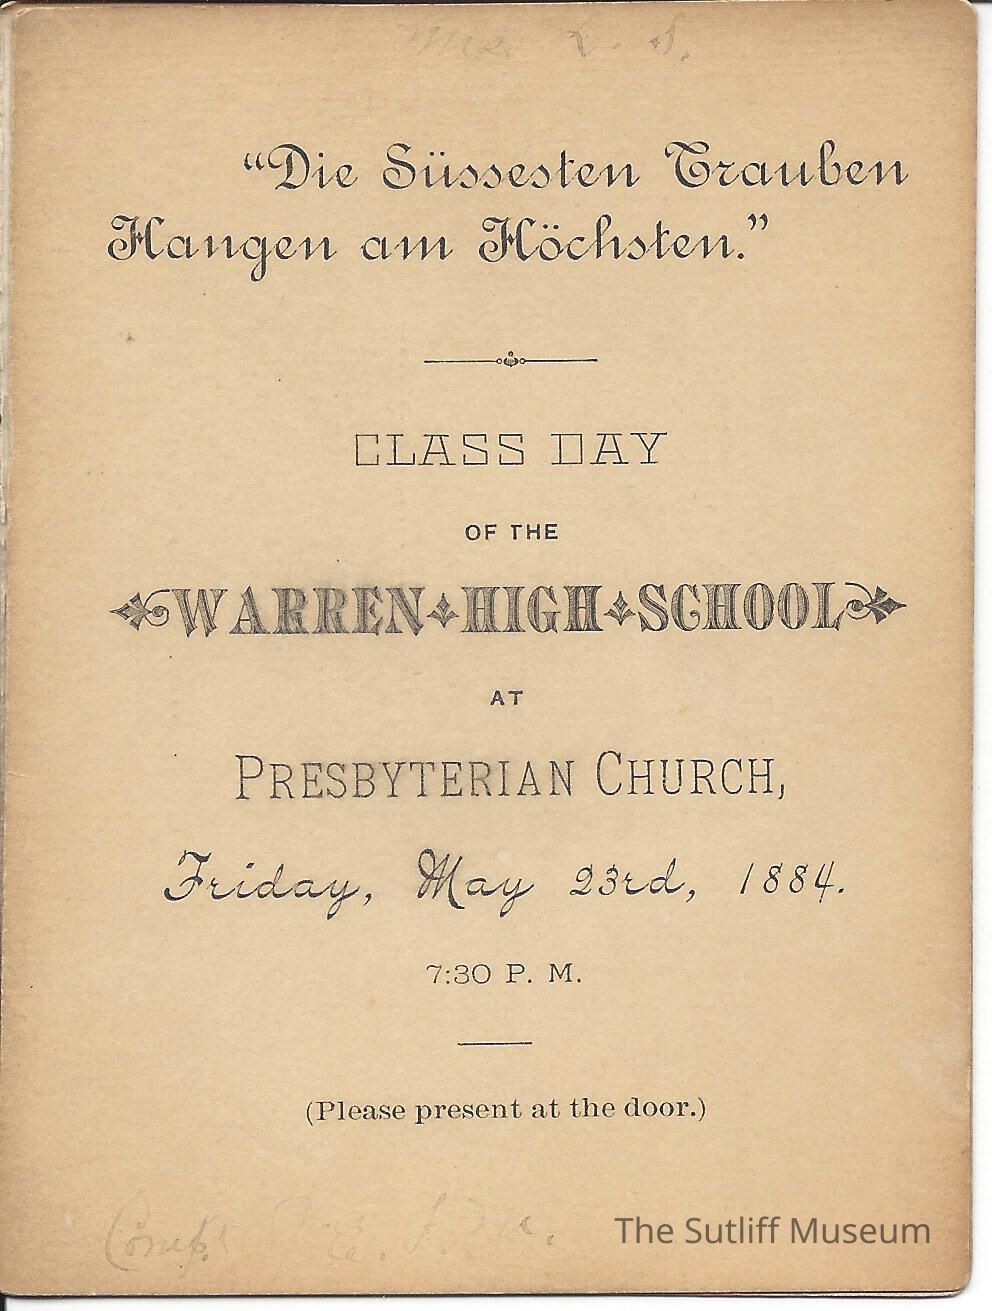 “Die Süssesten Trauben
Hangen am Höchsten.”
CLASS DAY
OF THE
WARREN HIGH SCHOOL
AT
PRESBYTERIAN CHURCH,
Friday, May 23rd, 1884.
7:30 P. M.
(Please present at the door.)
The Sutliff Museum